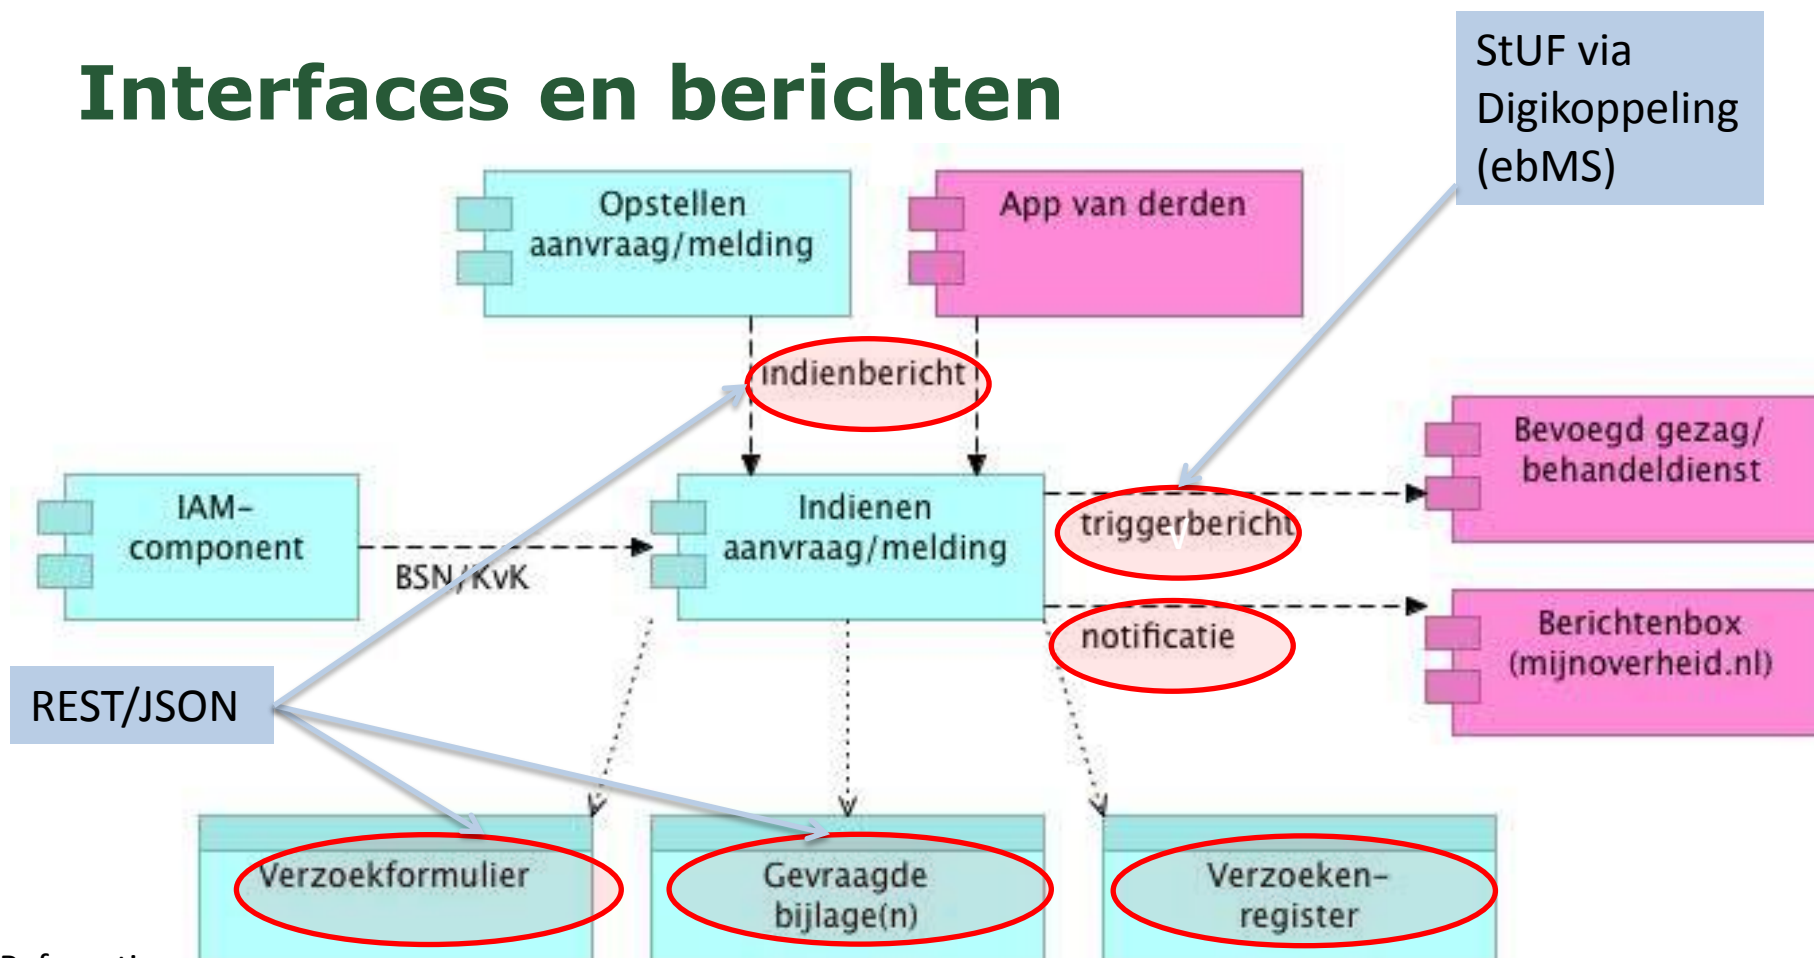 Interfaces en berichten
StUF via
Digikoppeling
(ebMS)
Opstellen
aanvraag/melding
App van derden
indienbericht
Bevoegd gezag/
behandeldienst
IAM-
component
BSN/KvK
Indienen
aanvraag/melding
triggerbericht
√
notificatie
Berichtenbox
(mijnoverheid.nl)
REST/JSON
Verzoekformulier
Gevraagde
bijlage(n)
Verzoeken-
register